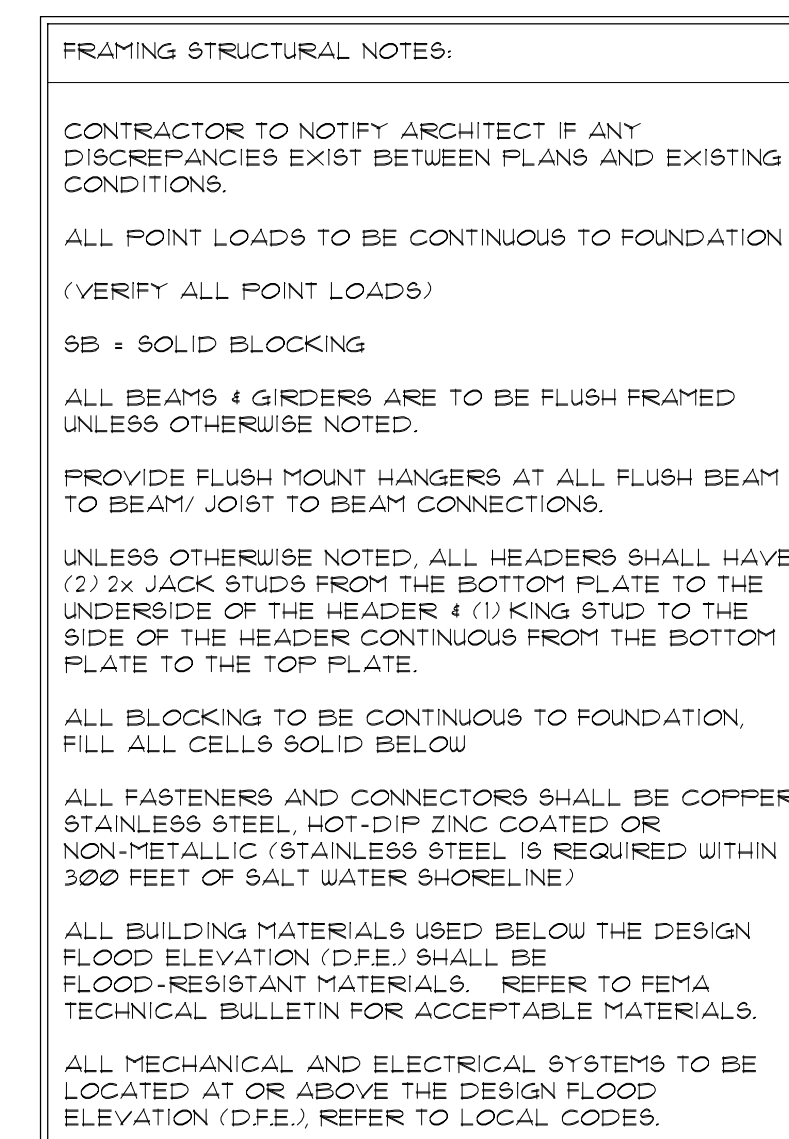 FRAMING STRUCTURAL NOTES:
CONTRACTOR TO NOTIFY ARCHITECT IF ANY
DISCREPANCIES EXIST BETWEEN PLANS AND EXISTING
CONDITIONS.
ALL POINT LOADS TO BE CONTINUOUS TO FOUNDATION
(VERIFY ALL POINT LOADS)
SB = SOLID BLOCKING
ALL BEAMS & GIRDERS ARE TO BE FLUSH FRAMED
UNLESS OTHERWISE NOTED.
PROVIDE FLUSH MOUNT HANGERS AT ALL FLUSH BEAM
TO BEAM/ JOIST TO BEAM CONNECTIONS.
UNLESS OTHERWISE NOTED, ALL HEADERS SHALL HAVE
(2) 2x JACK STUDS FROM THE BOTTOM PLATE TO THE
UNDERSIDE OF THE HEADER & (1) KING STUD TO THE
SIDE OF THE HEADER CONTINUOUS FROM THE BOTTOM
PLATE TO THE TOP PLATE.
ALL BLOCKING TO BE CONTINUOUS TO FOUNDATION,
FILL ALL CELLS SOLID BELOW
ALL FASTENERS AND CONNECTORS SHALL BE COPPER
STAINLESS STEEL, HOT-DIP ZINC COATED OR
NON-METALLIC (STAINLESS STEEL IS REQUIRED WITHIN
300 FEET OF SALT WATER SHORELINE)
ALL BUILDING MATERIALS USED BELOW THE DESIGN
FLOOD ELEVATION (D.F.E.) SHALL BE
FLOOD-RESISTANT MATERIALS. REFER TO FEMA
TECHNICAL BULLETIN FOR ACCEPTABLE MATERIALS.
ALL MECHANICAL AND ELECTRICAL SYSTEMS TO BE
LOCATED AT OR ABOVE THE DESIGN FLOOD
ELEVATION (D.F.E.), REFER TO LOCAL CODES.